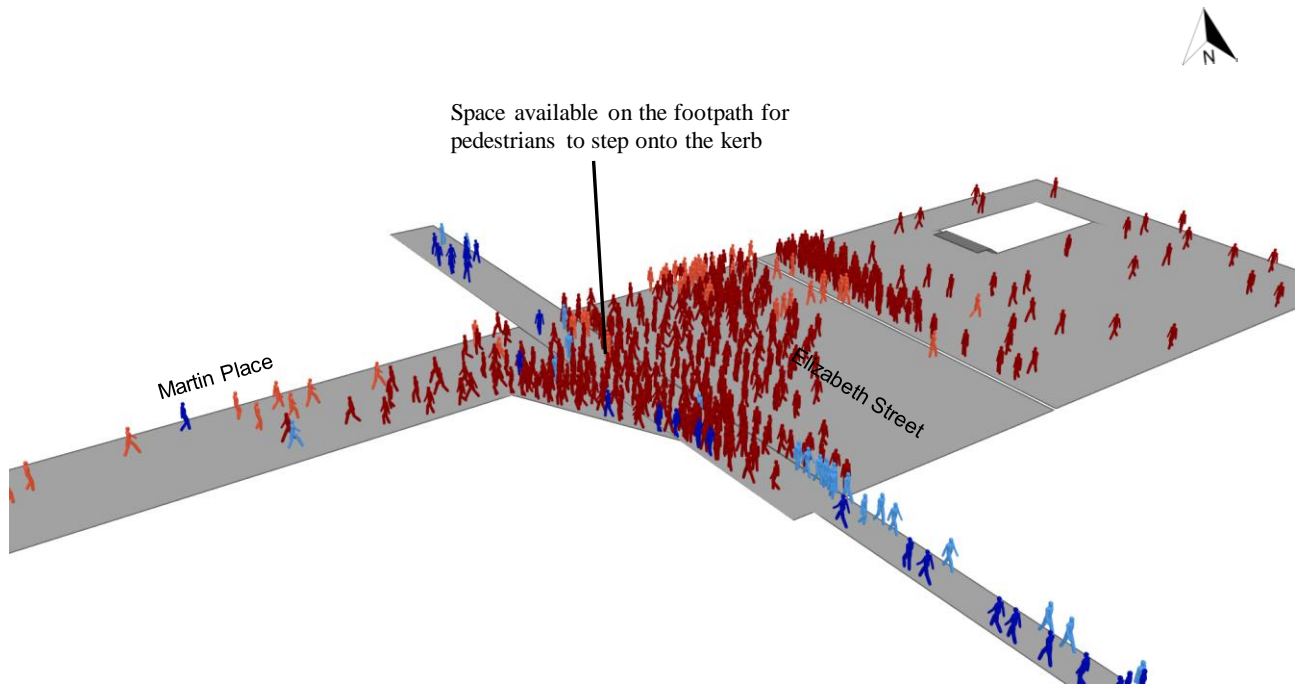 N
Space available on the footpath for
pedestrians to step onto the kerb
Martin Place
Elizabeth Street